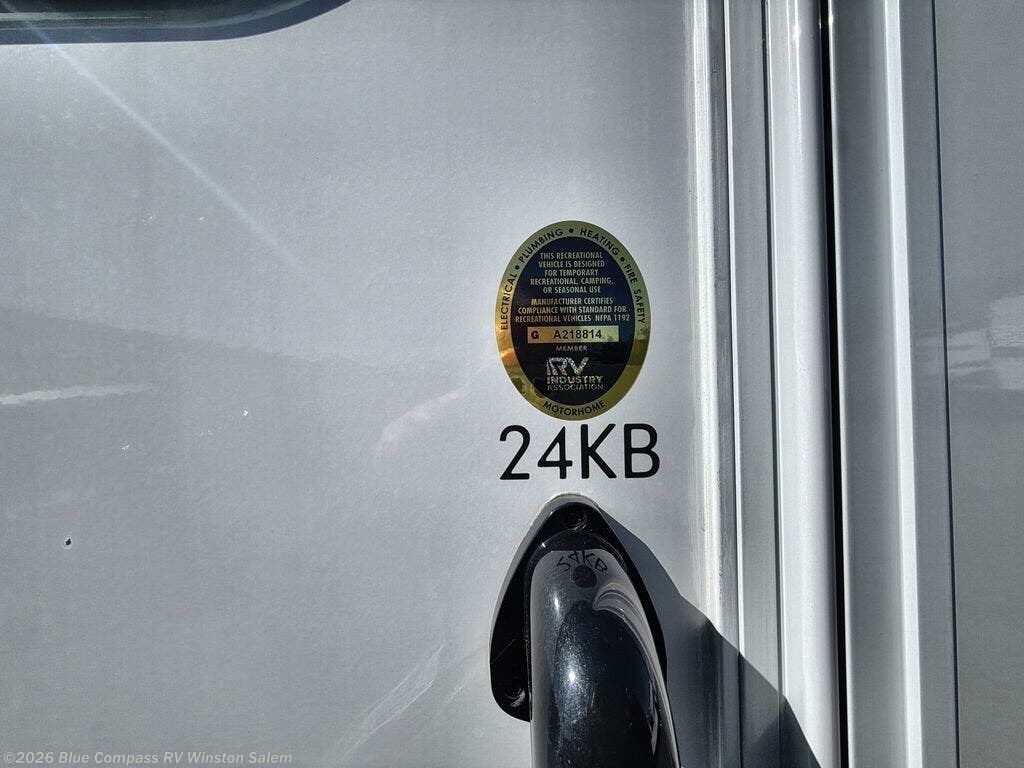 ELECTRICAL • PLUMBING • HEATING • FIRE SAFETY
THIS RECREATIONAL
VEHICLE IS DESIGNED
FOR TEMPORARY
RECREATIONAL, CAMPING,
OR SEASONAL USE
MANUFACTURER CERTIFIES
COMPLIANCE WITH STANDARD FOR
RECREATIONAL VEHICLES NFPA 1192
G A218814
MEMBER
RV
INDUSTRY
ASSOCIATION
MOTORHOME
24KB
24KB
©2026 Blue Compass RV Winston Salem